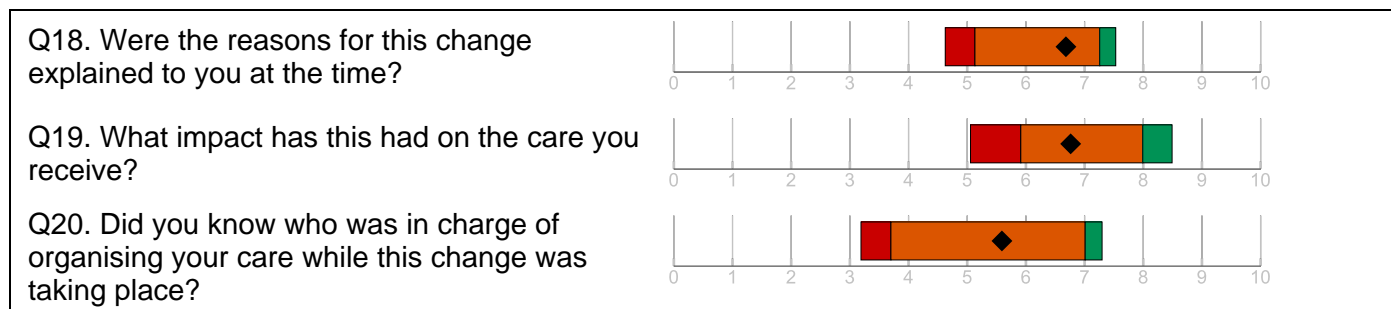 Q18. Were the reasons for this change
explained to you at the time?
0 1 2 3 4 5 6 7 8 9 10
Q19. What impact has this had on the care you
receive?
0 1 2 3 4 5 6 7 8 9 10
Q20. Did you know who was in charge of
organising your care while this change was
taking place?
0 1 2 3 4 5 6 7 8 9 10